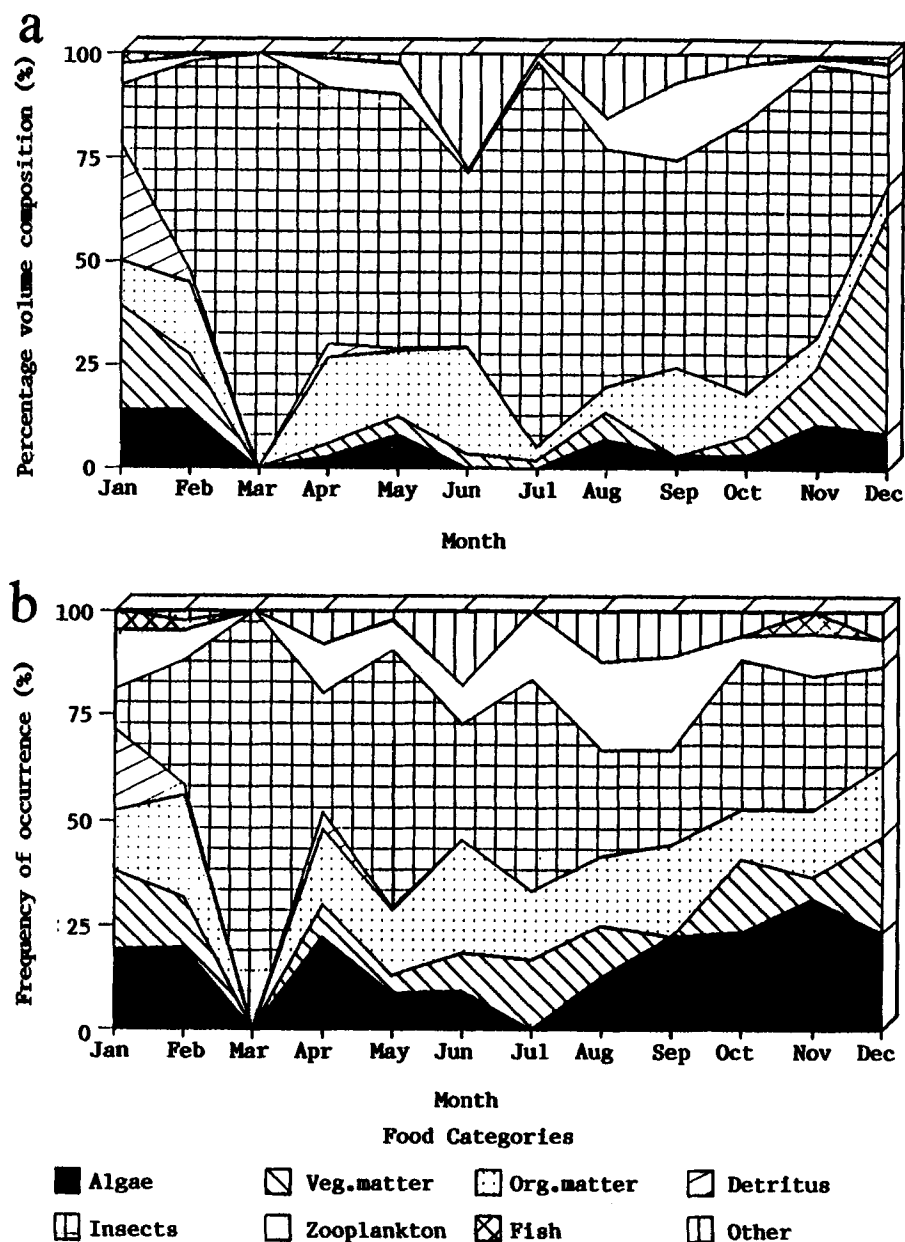 a
Percentage volume composition (%)
100
75
50
25
0
Jan Feb Mar Apr May Jun Jul Aug Sep Oct Nov Dec
Month
b
Frequency of occurrence (%)
100
75
50
25
0
Jan Feb Mar Apr May Jun Jul Aug Sep Oct Nov Dec
Month
Food Categories
Algae Veg.matter Org.matter Detritus
Insects Zooplankton Fish Other